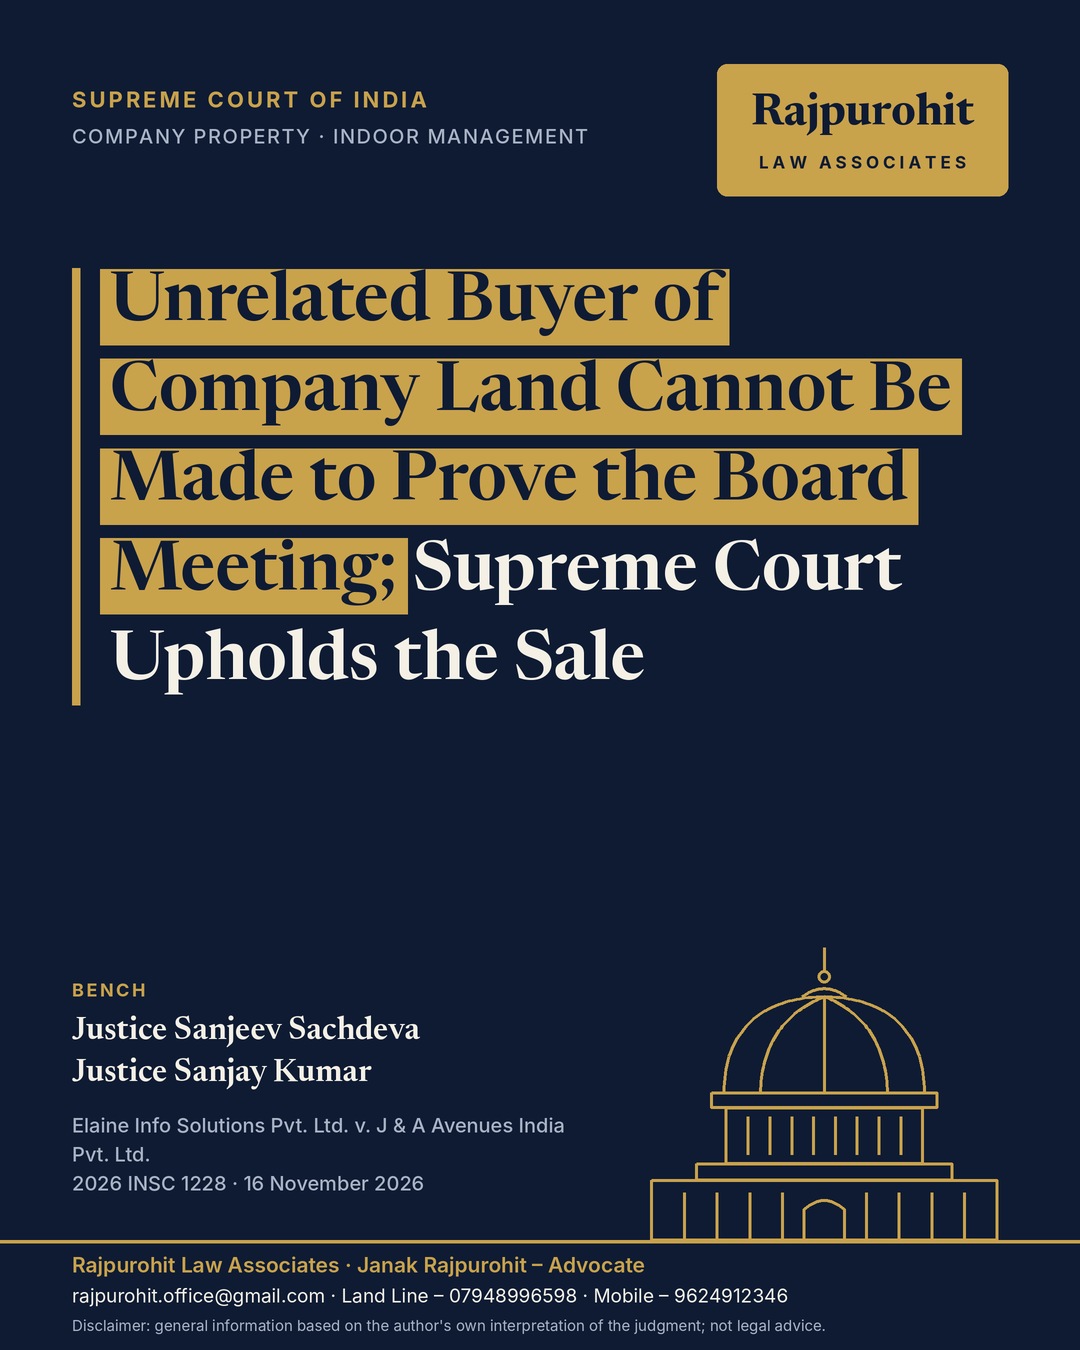 SUPREME COURT OF INDIA
COMPANY PROPERTY · INDOOR MANAGEMENT
Rajpurohit
LAW ASSOCIATES
Unrelated Buyer of
Company Land Cannot Be
Made to Prove the Board
Meeting; Supreme Court
Upholds the Sale
BENCH
Justice Sanjeev Sachdeva
Justice Sanjay Kumar
Elaine Info Solutions Pvt. Ltd. v. J & A Avenues India
Pvt. Ltd.
2026 INSC 1228 · 16 November 2026
Rajpurohit Law Associates · Janak Rajpurohit – Advocate
rajpurohit.office@gmail.com · Land Line – 07948996598 · Mobile – 9624912346
Disclaimer: general information based on the author's own interpretation of the judgment; not legal advice.